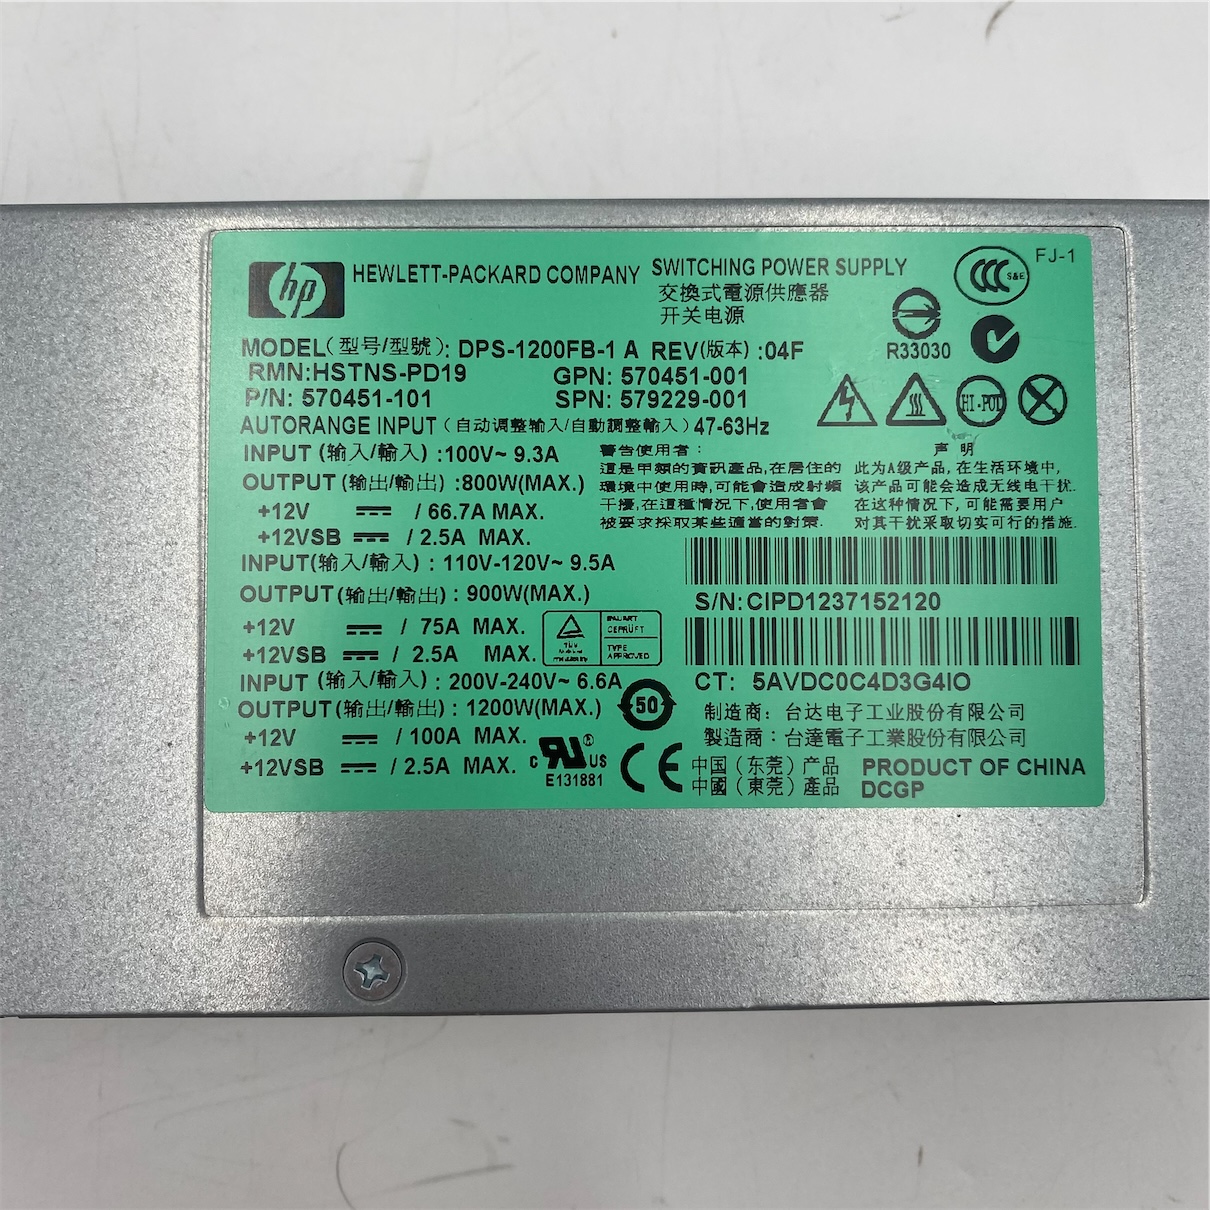 hp HEWLETT-PACKARD COMPANY SWITCHING POWER SUPPLY
交換式電源供應器
开关电源
S&E
FJ-1
R33030
MODEL(型号/型號): DPS-1200FB-1 A REV(版本):04F
RMN:HSTNS-PD19 GPN: 570451-001
P/N: 570451-101 SPN: 579229-001
HI-POT
AUTORANGE INPUT (自动调整输入/自動調整輸入) 47-63Hz
INPUT (输入/輸入) :100V~ 9.3A
OUTPUT (输出/輸出) :800W(MAX.)
+12V / 66.7A MAX.
+12VSB / 2.5A MAX.
INPUT(输入/輸入) : 110V-120V~ 9.5A
OUTPUT(输出/輸出) : 900W(MAX.)
+12V / 75A MAX.
+12VSB / 2.5A MAX.
INPUT (输入/輸入) : 200V-240V~ 6.6A
OUTPUT(输出/輸出) : 1200W(MAX.)
+12V / 100A MAX.
+12VSB / 2.5A MAX.
警告使用者:
這是甲類的資訊產品,在居住的
環境中使用時,可能會造成射頻
干擾,在這種情況下,使用者會
被要求採取某些適當的對策.
声 明
此为A级产品,在生活环境中,
该产品可能会造成无线电干扰.
在这种情况下,可能需要用户
对其干扰采取切实可行的措施.
S/N:CIPD1237152120
CT: 5AVDC0C4D3G4IO
TÜV
BAUART
GEPRÜFT
TYPE
APPROVED
50
c UR ® US
E131881
CE
制造商: 台达电子工业股份有限公司
製造商: 台達電子工業股份有限公司
中国(东莞)产品 PRODUCT OF CHINA
中國(東莞)產品 DCGP